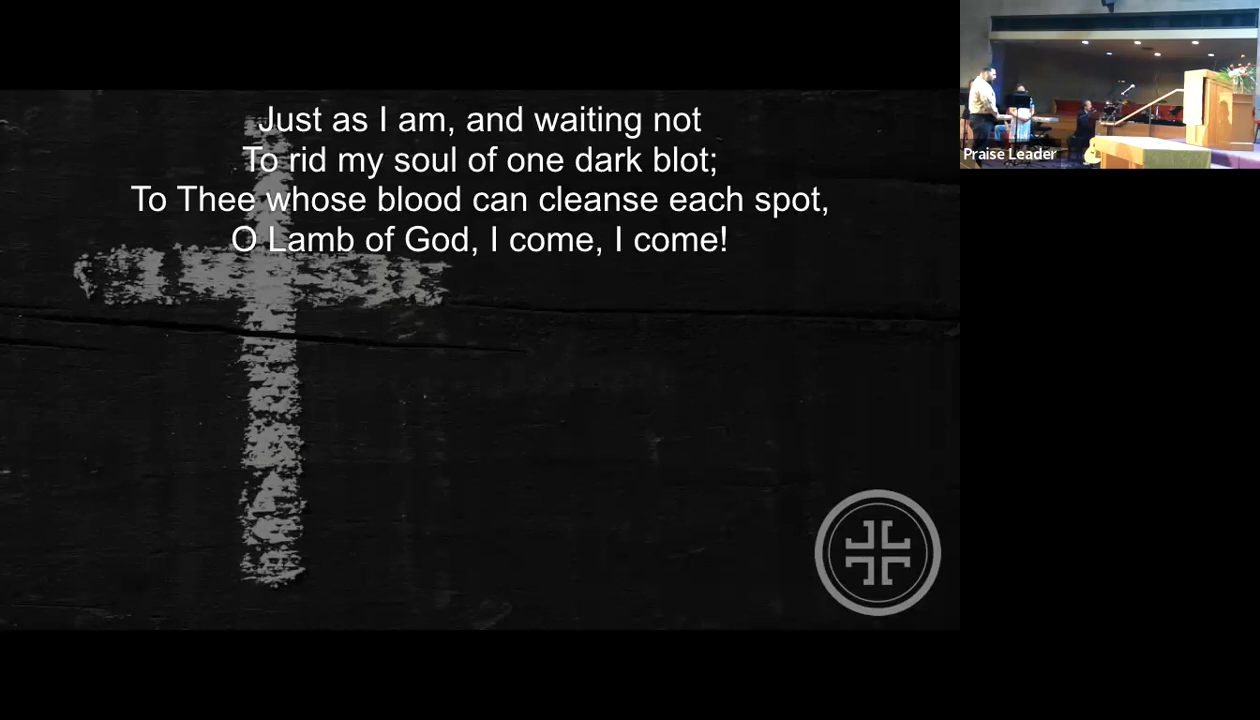 Just as I am, and waiting not
To rid my soul of one dark blot;
To Thee whose blood can cleanse each spot,
O Lamb of God, I come, I come!
Praise Leader